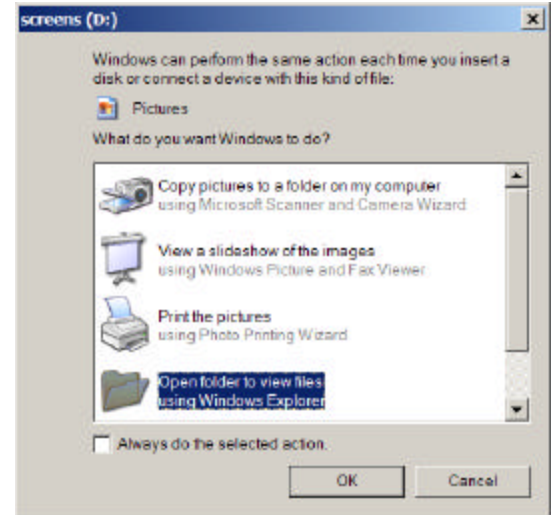 screens (D:)
Windows can perform the same action each time you insert a
disk or connect a device with this kind of file:
Pictures
What do you want Windows to do?
Copy pictures to a folder on my computer
using Microsoft Scanner and Camera Wizard
View a slideshow of the images
using Windows Picture and Fax Viewer
Print the pictures
using Photo Printing Wizard
Open folder to view files
using Windows Explorer
Always do the selected action.
OK Cancel